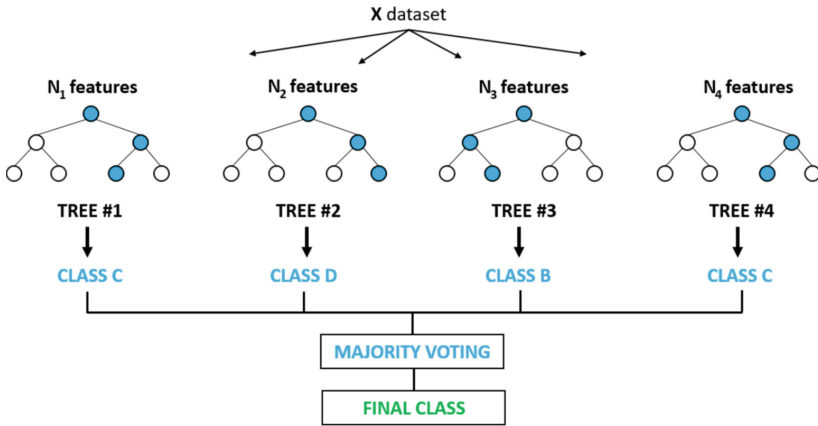 X dataset
N₁ features N₂ features N₃ features N₄ features
TREE #1 TREE #2 TREE #3 TREE #4
CLASS C CLASS D CLASS B CLASS C
MAJORITY VOTING
FINAL CLASS